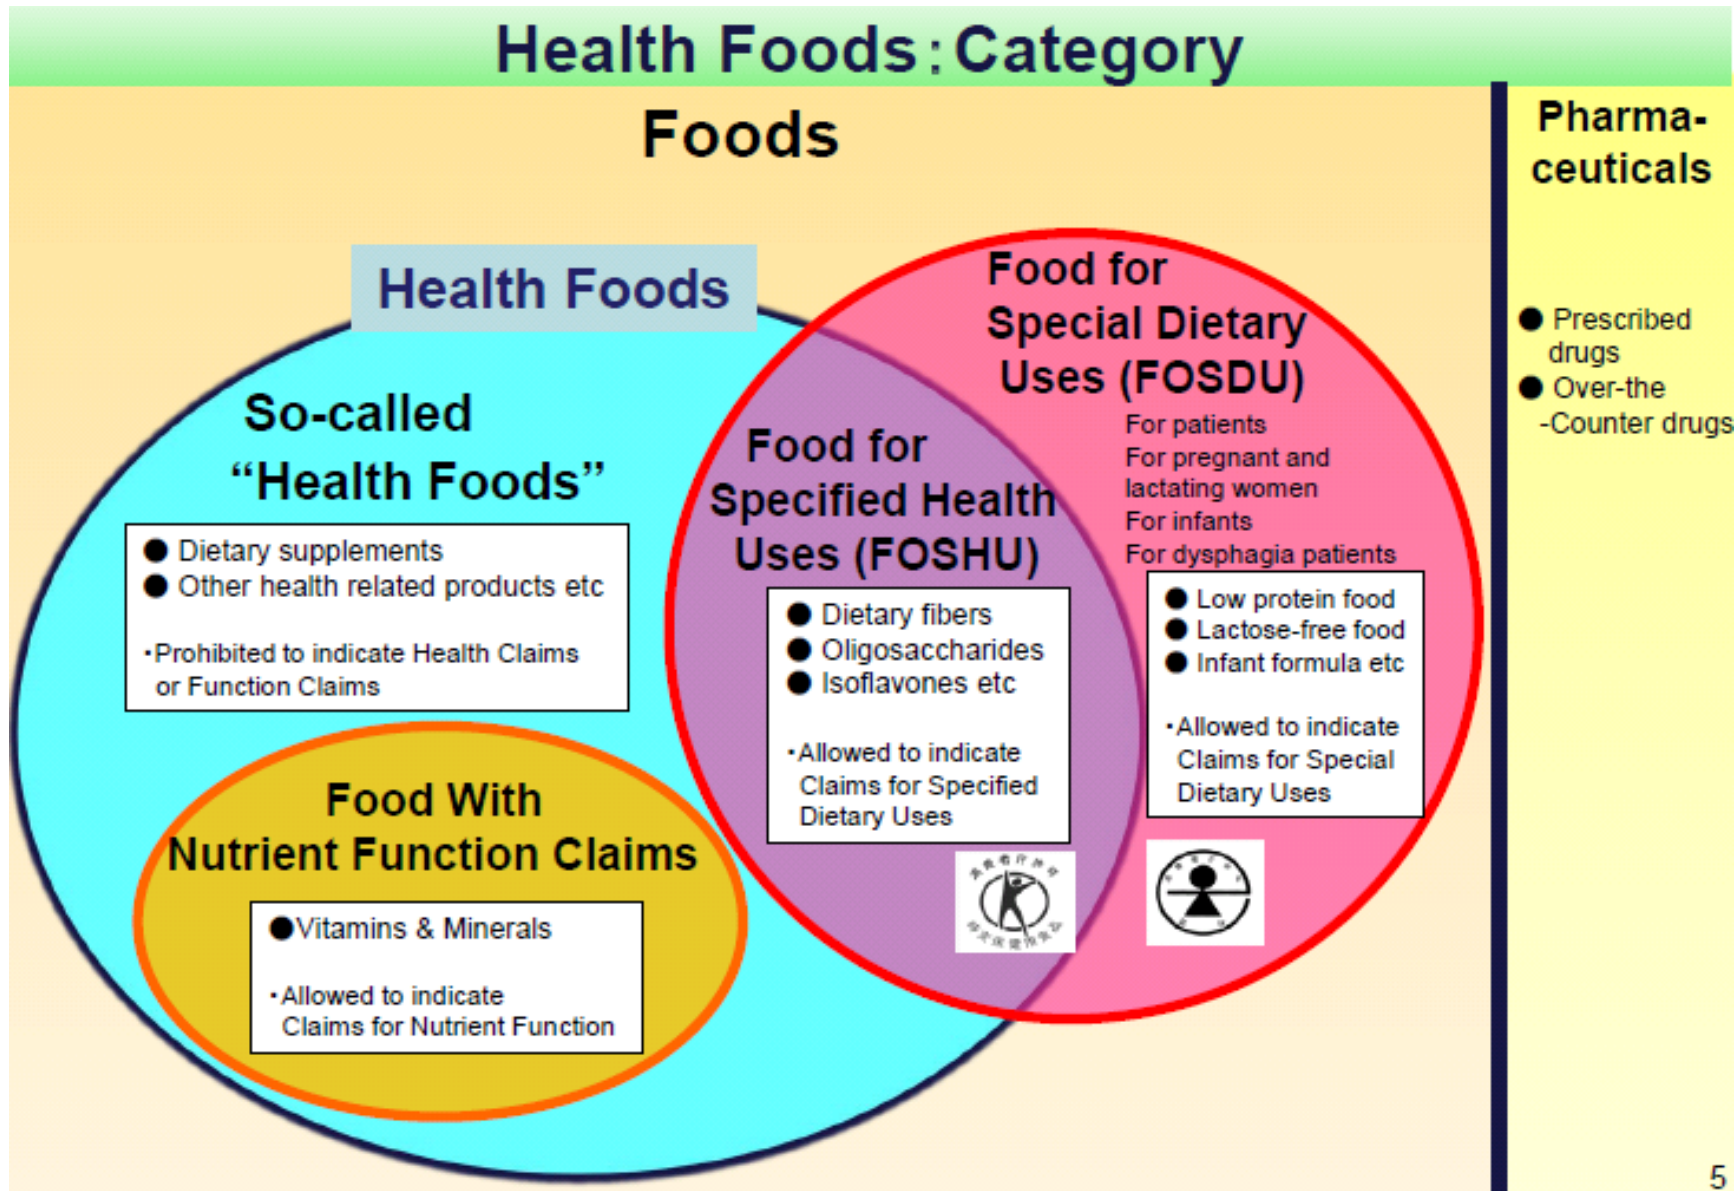 Health Foods：Category
Foods
Pharma-
ceuticals
● Prescribed
drugs
● Over-the
-Counter drugs
Health Foods
So-called
“Health Foods”
● Dietary supplements
● Other health related products etc
・Prohibited to indicate Health Claims
or Function Claims
Food With
Nutrient Function Claims
●Vitamins & Minerals
・Allowed to indicate
Claims for Nutrient Function
Food for
Specified Health
Uses (FOSHU)
● Dietary fibers
● Oligosaccharides
● Isoflavones etc
・Allowed to indicate
Claims for Specified
Dietary Uses
Food for
Special Dietary
Uses (FOSDU)
For patients
For pregnant and
lactating women
For infants
For dysphagia patients
● Low protein food
● Lactose-free food
● Infant formula etc
・Allowed to indicate
Claims for Special
Dietary Uses
5